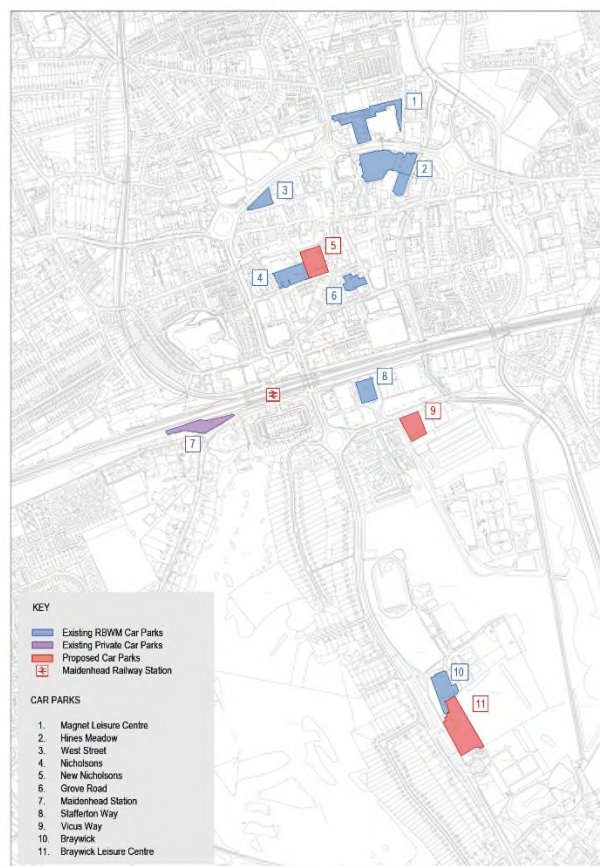 1
2
3
5
4
6
8
9
7
10
11
KEY
Existing RBWM Car Parks
Existing Private Car Parks
Proposed Car Parks
Maidenhead Railway Station
CAR PARKS
1. Magnet Leisure Centre
2. Hines Meadow
3. West Street
4. Nicholsons
5. New Nicholsons
6. Grove Road
7. Maidenhead Station
8. Stafferton Way
9. Vicus Way
10. Braywick
11. Braywick Leisure Centre